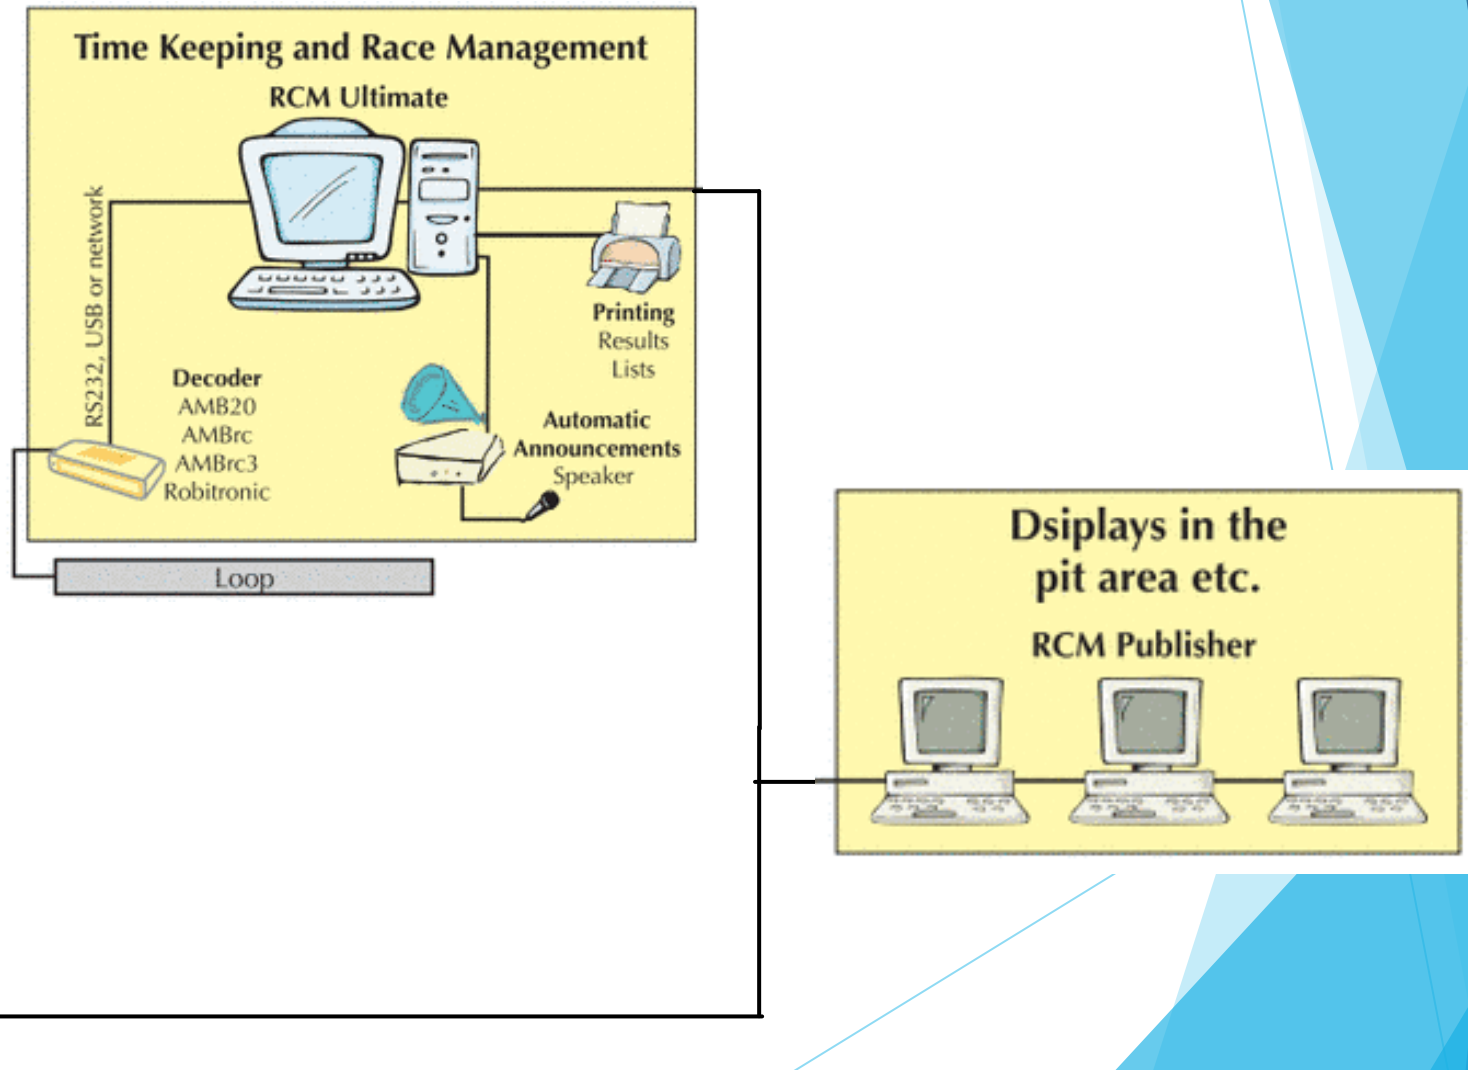 Time Keeping and Race Management
RCM Ultimate
RS232, USB or network
Printing
Results
Lists
Decoder
AMB20
AMBrc
AMBrc3
Robitronic
Automatic
Announcements
Speaker
Loop
Dsiplays in the
pit area etc.
RCM Publisher